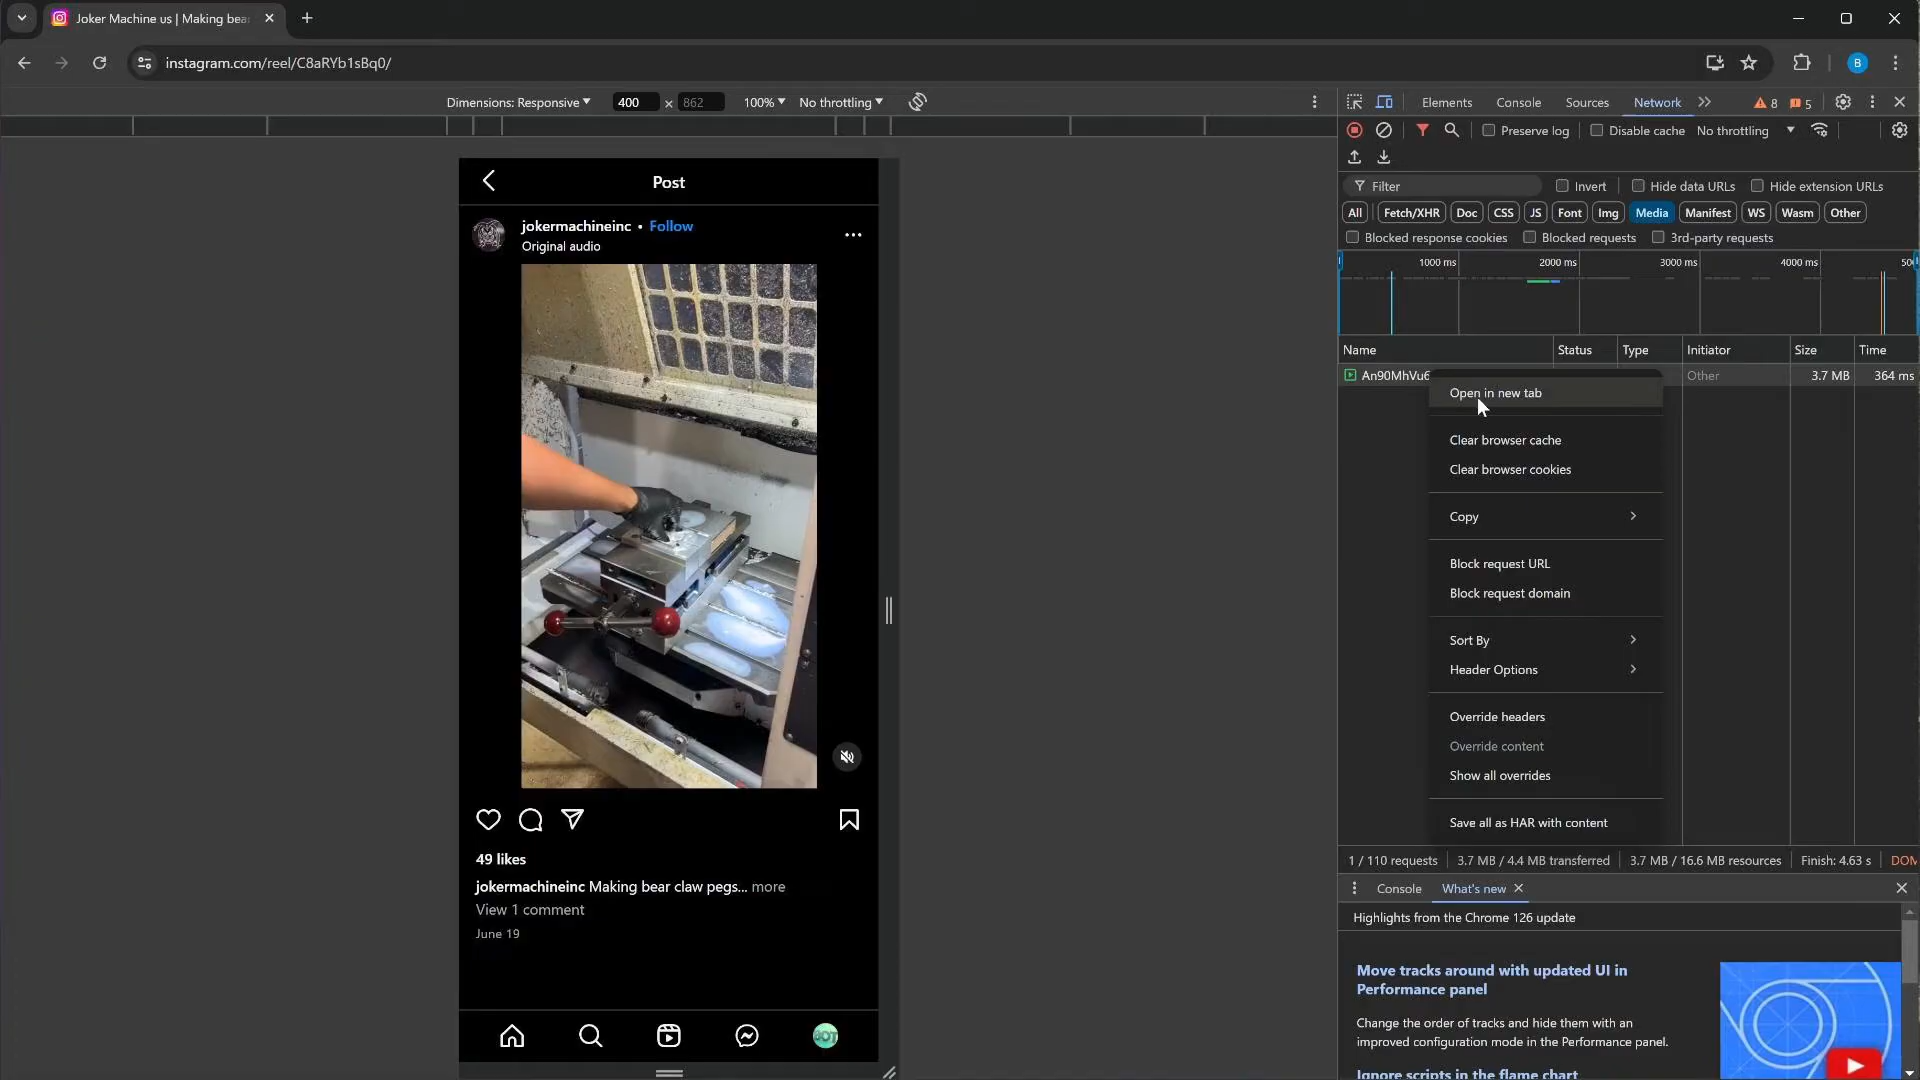 Joker Machine us | Making bea
instagram.com/reel/C8aRYb1sBq0/
B
Dimensions: Responsive
400 × 862
100%
No throttling
Elements
Console
Sources
Network
8
5
Preserve log
Disable cache
No throttling
Filter
Invert
Hide data URLs
Hide extension URLs
All
Fetch/XHR
Doc
CSS
JS
Font
Img
Media
Manifest
WS
Wasm
Other
Blocked response cookies
Blocked requests
3rd-party requests
1000 ms
2000 ms
3000 ms
4000 ms
50
Name
Status
Type
Initiator
Size
Time
An90MhVu6
Other
3.7 MB
364 ms
Open in new tab
Clear browser cache
Clear browser cookies
Copy
Block request URL
Block request domain
Sort By
Header Options
Override headers
Override content
Show all overrides
Save all as HAR with content
1 / 110 requests
3.7 MB / 4.4 MB transferred
3.7 MB / 16.6 MB resources
Finish: 4.63 s
DOM
Console
What's new
Highlights from the Chrome 126 update
Move tracks around with updated UI in
Performance panel
Change the order of tracks and hide them with an
improved configuration mode in the Performance panel.
Ignore scripts in the flame chart
Post
jokermachineinc • Follow
Original audio
49 likes
jokermachineinc Making bear claw pegs... more
View 1 comment
June 19